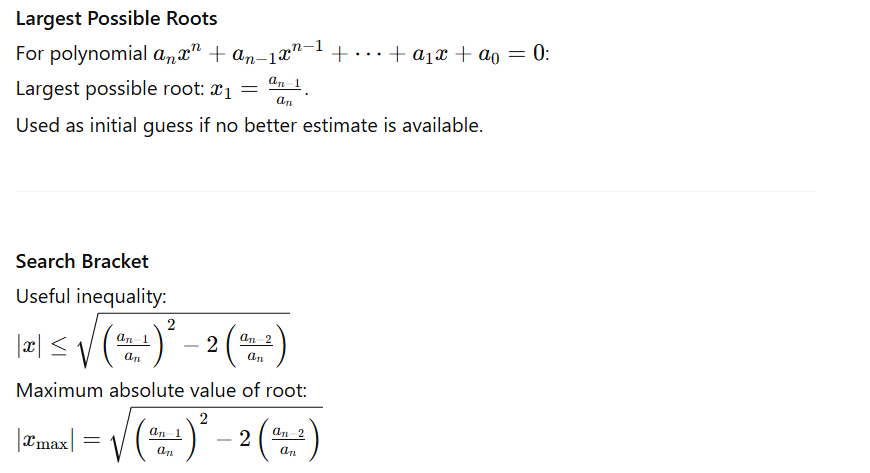 Largest Possible Roots
For polynomial $a_n x^n + a_{n-1} x^{n-1} + \cdots + a_1 x + a_0 = 0$:
Largest possible root: $x_1 = \frac{a_{n-1}}{a_n}$.
Used as initial guess if no better estimate is available.
Search Bracket
Useful inequality:
$|x| \leq \sqrt{\left(\frac{a_{n-1}}{a_n}\right)^2 - 2\left(\frac{a_{n-2}}{a_n}\right)}$
Maximum absolute value of root:
$|x_{\max}| = \sqrt{\left(\frac{a_{n-1}}{a_n}\right)^2 - 2\left(\frac{a_{n-2}}{a_n}\right)}$